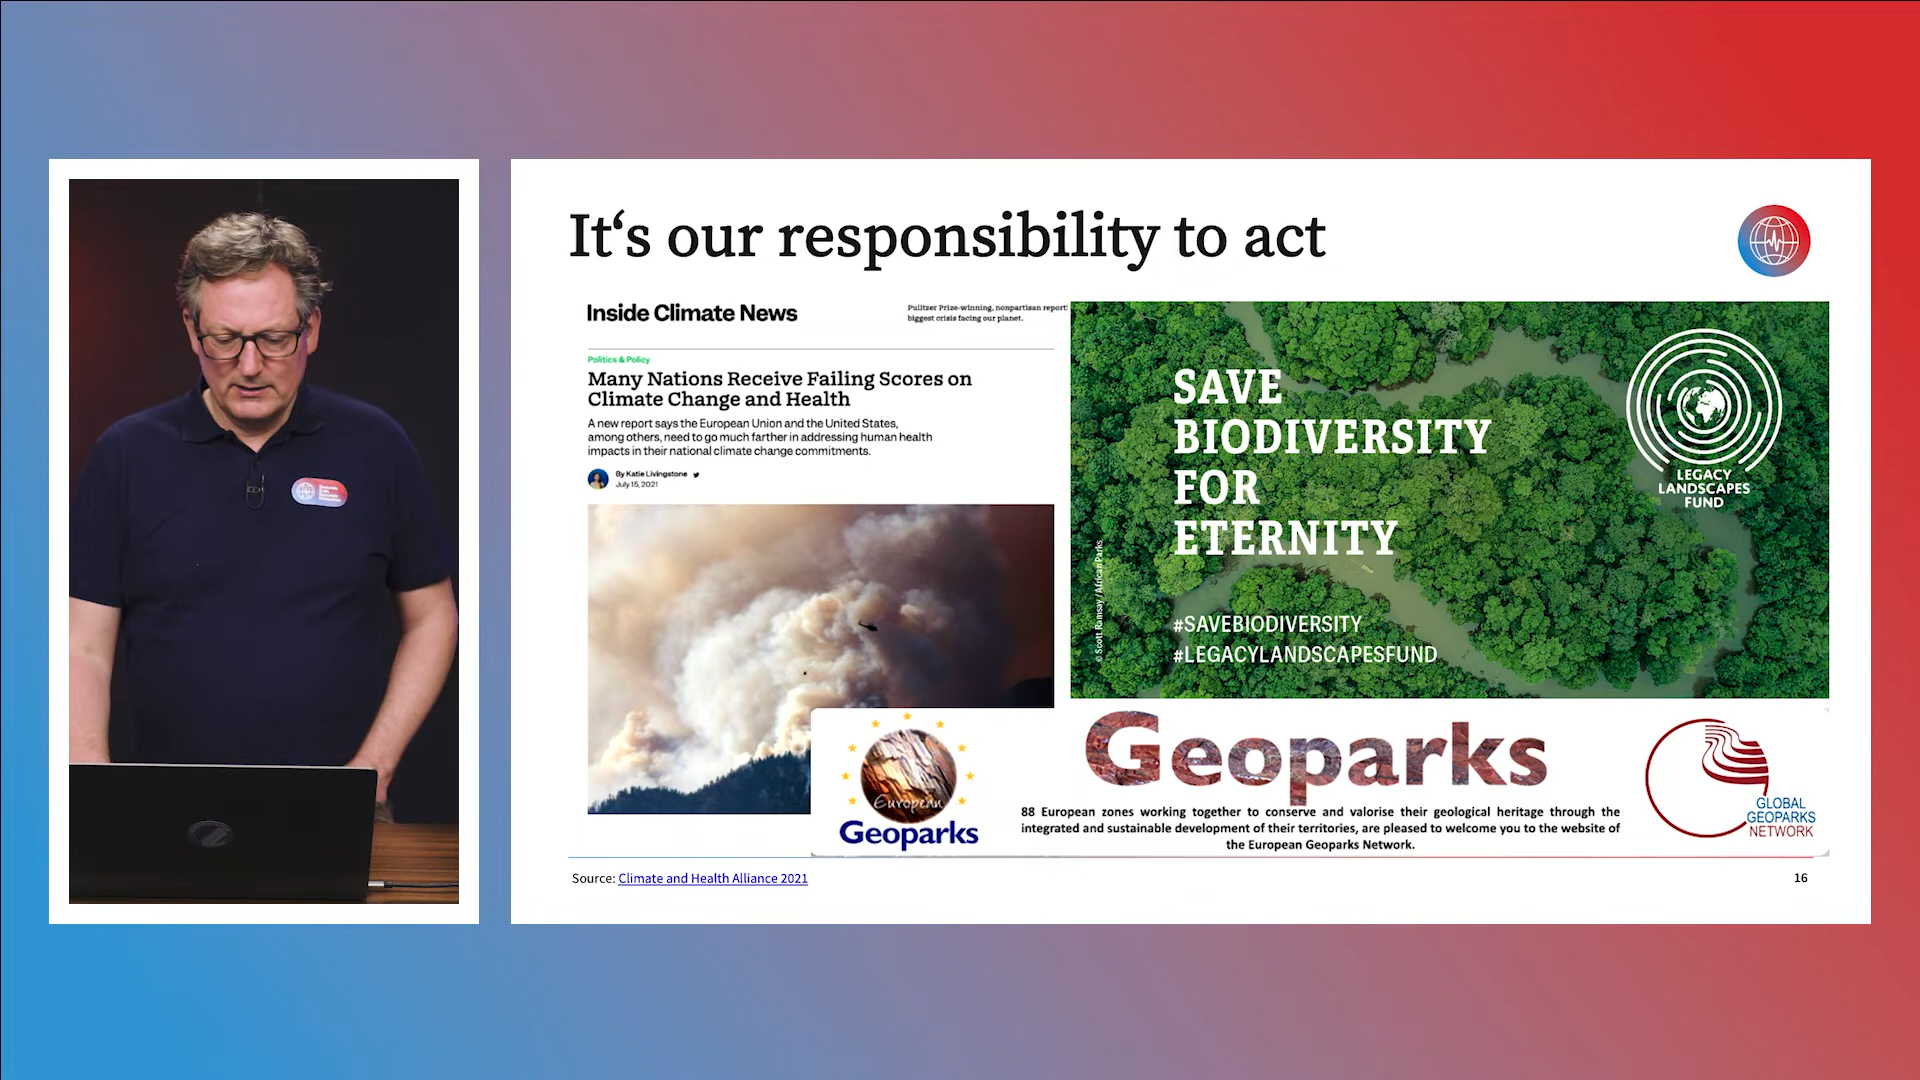 It‘s our responsibility to act
Inside Climate News
Pulitzer Prize-winning, nonpartisan report
biggest crisis facing our planet.
Politics & Policy
Many Nations Receive Failing Scores on
Climate Change and Health
A new report says the European Union and the United States,
among others, need to go much farther in addressing human health
impacts in their national climate change commitments.
By Katie Livingstone
July 15, 2021
SAVE
BIODIVERSITY
FOR
ETERNITY
#SAVEBIODIVERSITY
#LEGACYLANDSCAPESFUND
© Scott Ramsay / African Parks
LEGACY
LANDSCAPES
FUND
European
Geoparks
Geoparks
88 European zones working together to conserve and valorise their geological heritage through the
integrated and sustainable development of their territories, are pleased to welcome you to the website of
the European Geoparks Network.
GLOBAL
GEOPARKS
NETWORK
Source: Climate and Health Alliance 2021
16